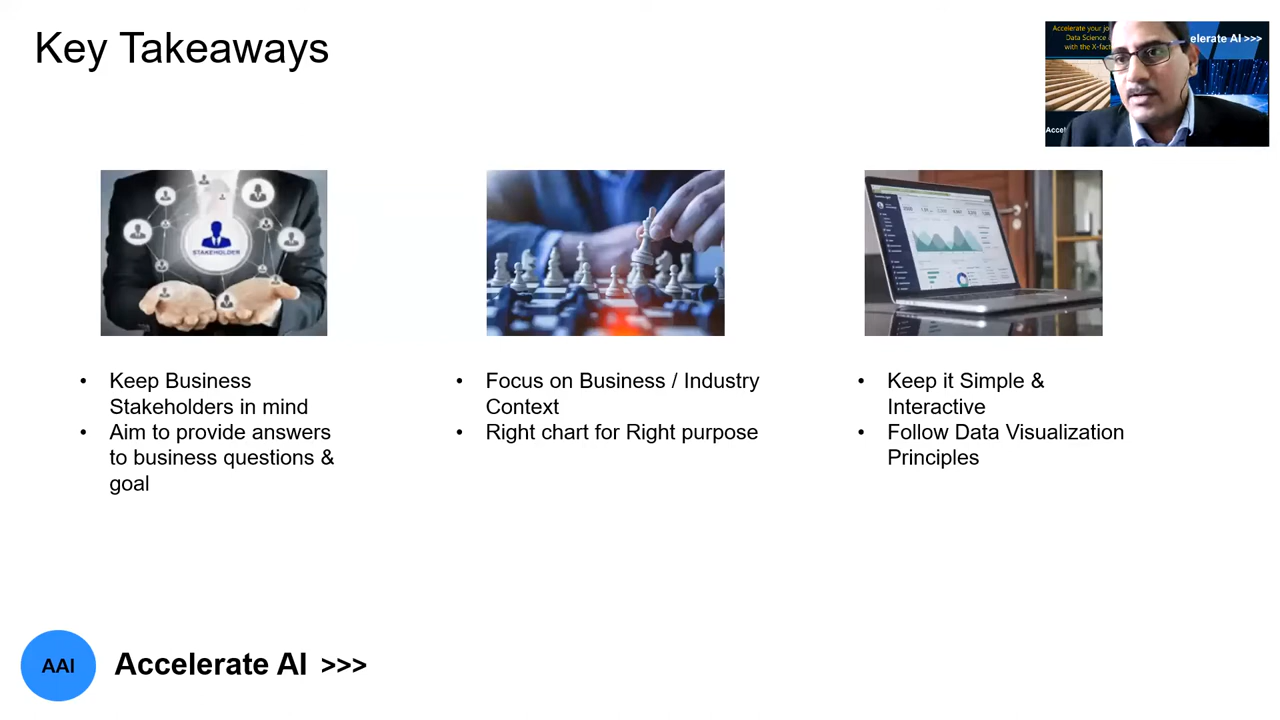 Key Takeaways
Accelerate your jo
Data Science
with the X-fact
elerate AI >>>
Accel
STAKEHOLDER
• Keep Business
Stakeholders in mind
• Aim to provide answers
to business questions &
goal
• Focus on Business / Industry
Context
• Right chart for Right purpose
• Keep it Simple &
Interactive
• Follow Data Visualization
Principles
AAI
Accelerate AI >>>